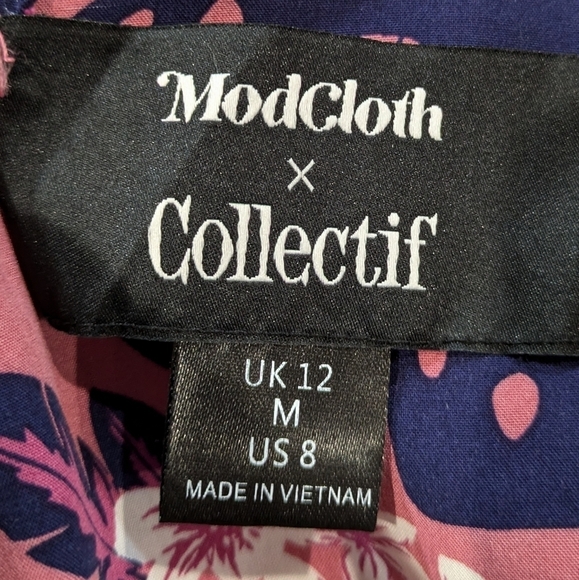 ModCloth
×
Collectif
UK 12
M
US 8
MADE IN VIETNAM